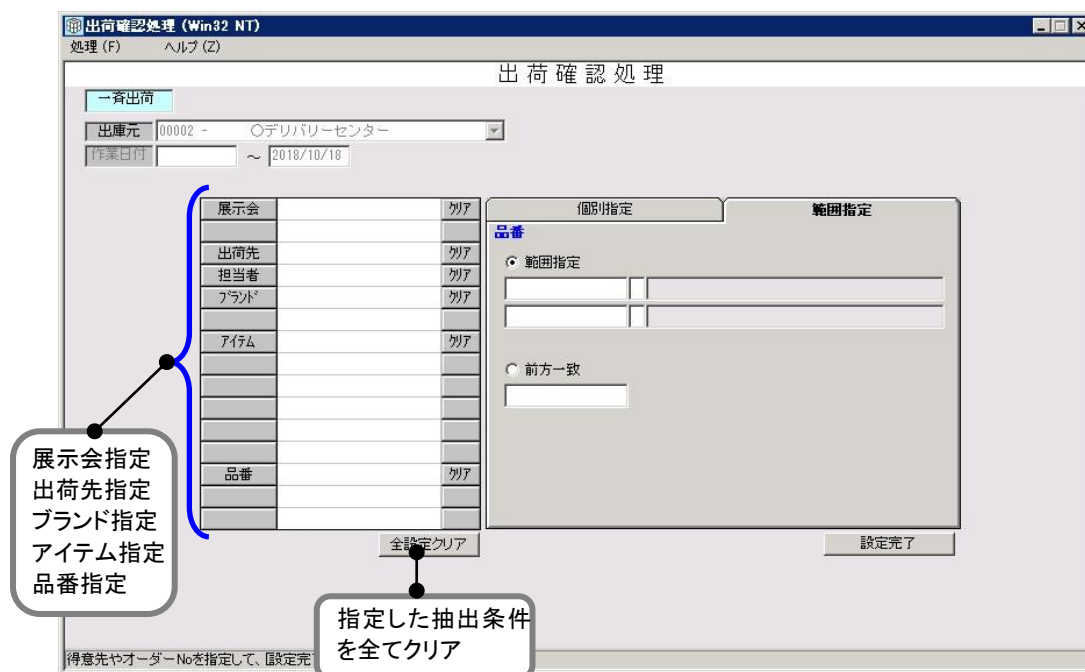 出荷確認処理 (Win32 NT)
処理(F) ヘルプ(Z)
出荷確認処理
一斉出荷
出庫元 00002 - 〇デリバリーセンター
作業日付 ～ 2018/10/18
展示会 クリア
出荷先 クリア
担当者 クリア
ブランド クリア
アイテム クリア
品番 クリア
全設定クリア
個別指定 範囲指定
品番
範囲指定
前方一致
設定完了
展示会指定
出荷先指定
ブランド指定
アイテム指定
品番指定
指定した抽出条件
を全てクリア
得意先やオーダーNoを指定して、[設定完